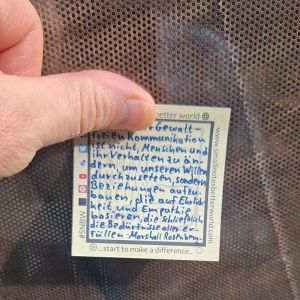 better world
r Gewalt-
freien Kommunikation
ist nicht, Menschen und
ihr Verhalten zu än-
dern, um unseren Willen
durchzusetzen, sondern
Beziehungen aufzu-
bauen, die auf Ehrlich-
keit und Empathie
basieren, die schließlich
die Bedürfnisse aller er-
füllen -Marshall Rosenberg
...start to make a difference...
#SNBW
www.smallnotesbetterworld.com